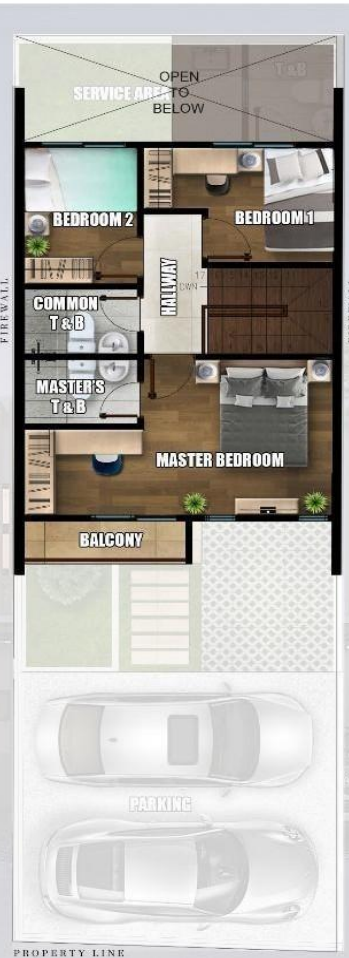 OPEN
TO
BELOW
SERVICE AREA
T & B
BEDROOM 2
BEDROOM 1
HALLWAY
17
DWN
COMMON
T & B
MASTER'S
T & B
MASTER BEDROOM
BALCONY
PARKING
FIREWALL
PROPERTY LINE